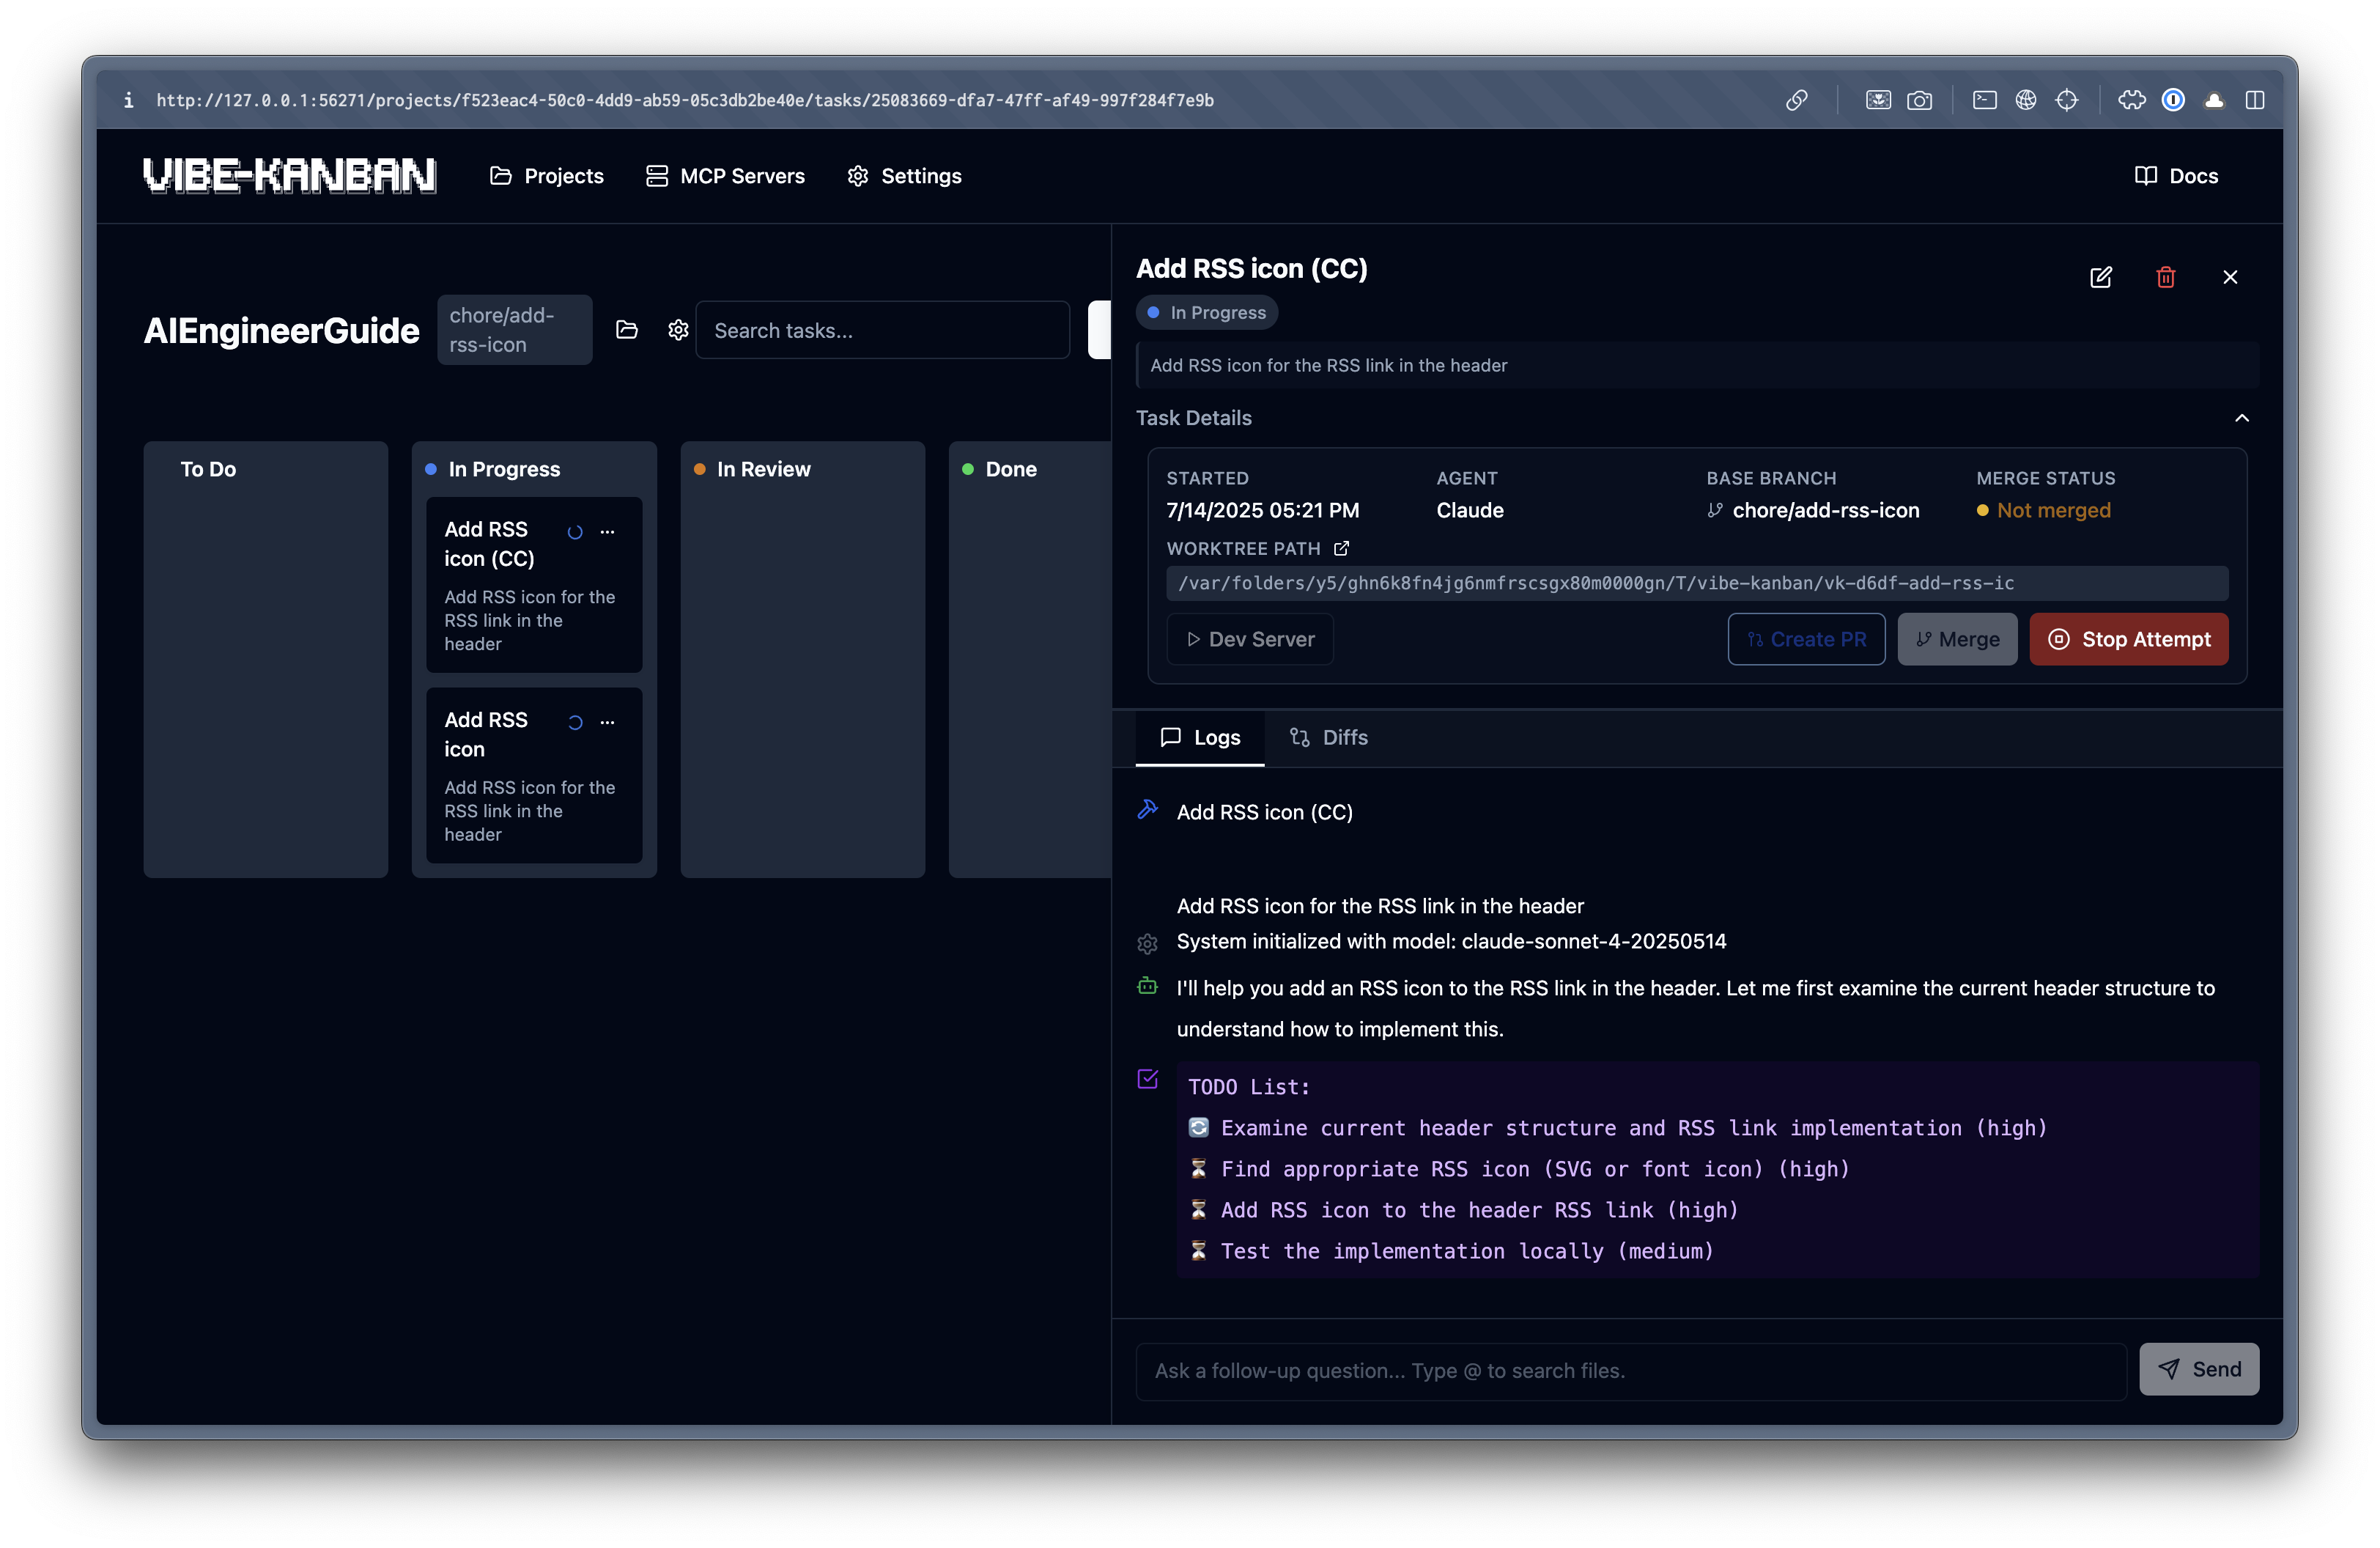 http://127.0.0.1:56271/projects/f523eac4-50c0-4dd9-ab59-05c3db2be40e/tasks/25083669-dfa7-47ff-af49-997f284f7e9b
VIBE-KANBAN
Projects
MCP Servers
Settings
Docs
AIEngineerGuide
chore/add-
rss-icon
Search tasks...
To Do
In Progress
Add RSS
icon (CC)
Add RSS icon for the
RSS link in the
header
Add RSS
icon
Add RSS icon for the
RSS link in the
header
In Review
Done
Add RSS icon (CC)
In Progress
Add RSS icon for the RSS link in the header
Task Details
STARTED
7/14/2025 05:21 PM
AGENT
Claude
BASE BRANCH
chore/add-rss-icon
MERGE STATUS
Not merged
WORKTREE PATH
/var/folders/y5/ghn6k8fn4jg6nmfrscsgx80m0000gn/T/vibe-kanban/vk-d6df-add-rss-ic
Dev Server
Create PR
Merge
Stop Attempt
Logs
Diffs
Add RSS icon (CC)
Add RSS icon for the RSS link in the header
System initialized with model: claude-sonnet-4-20250514
I'll help you add an RSS icon to the RSS link in the header. Let me first examine the current header structure to
understand how to implement this.
TODO List:
Examine current header structure and RSS link implementation (high)
Find appropriate RSS icon (SVG or font icon) (high)
Add RSS icon to the header RSS link (high)
Test the implementation locally (medium)
Ask a follow-up question... Type @ to search files.
Send